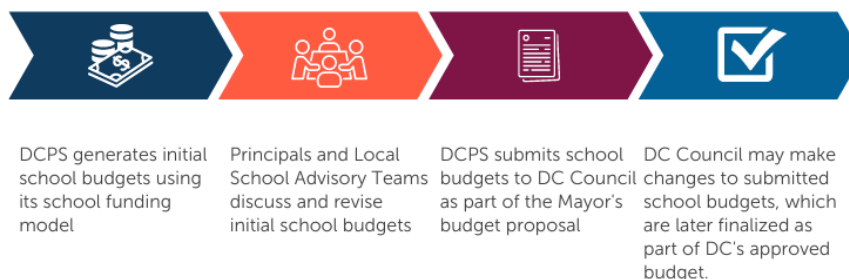 DCPS generates initial
school budgets using
its school funding
model
Principals and Local
School Advisory Teams
discuss and revise
initial school budgets
DCPS submits school
budgets to DC Council
as part of the Mayor's
budget proposal
DC Council may make
changes to submitted
school budgets, which
are later finalized as
part of DC's approved
budget.